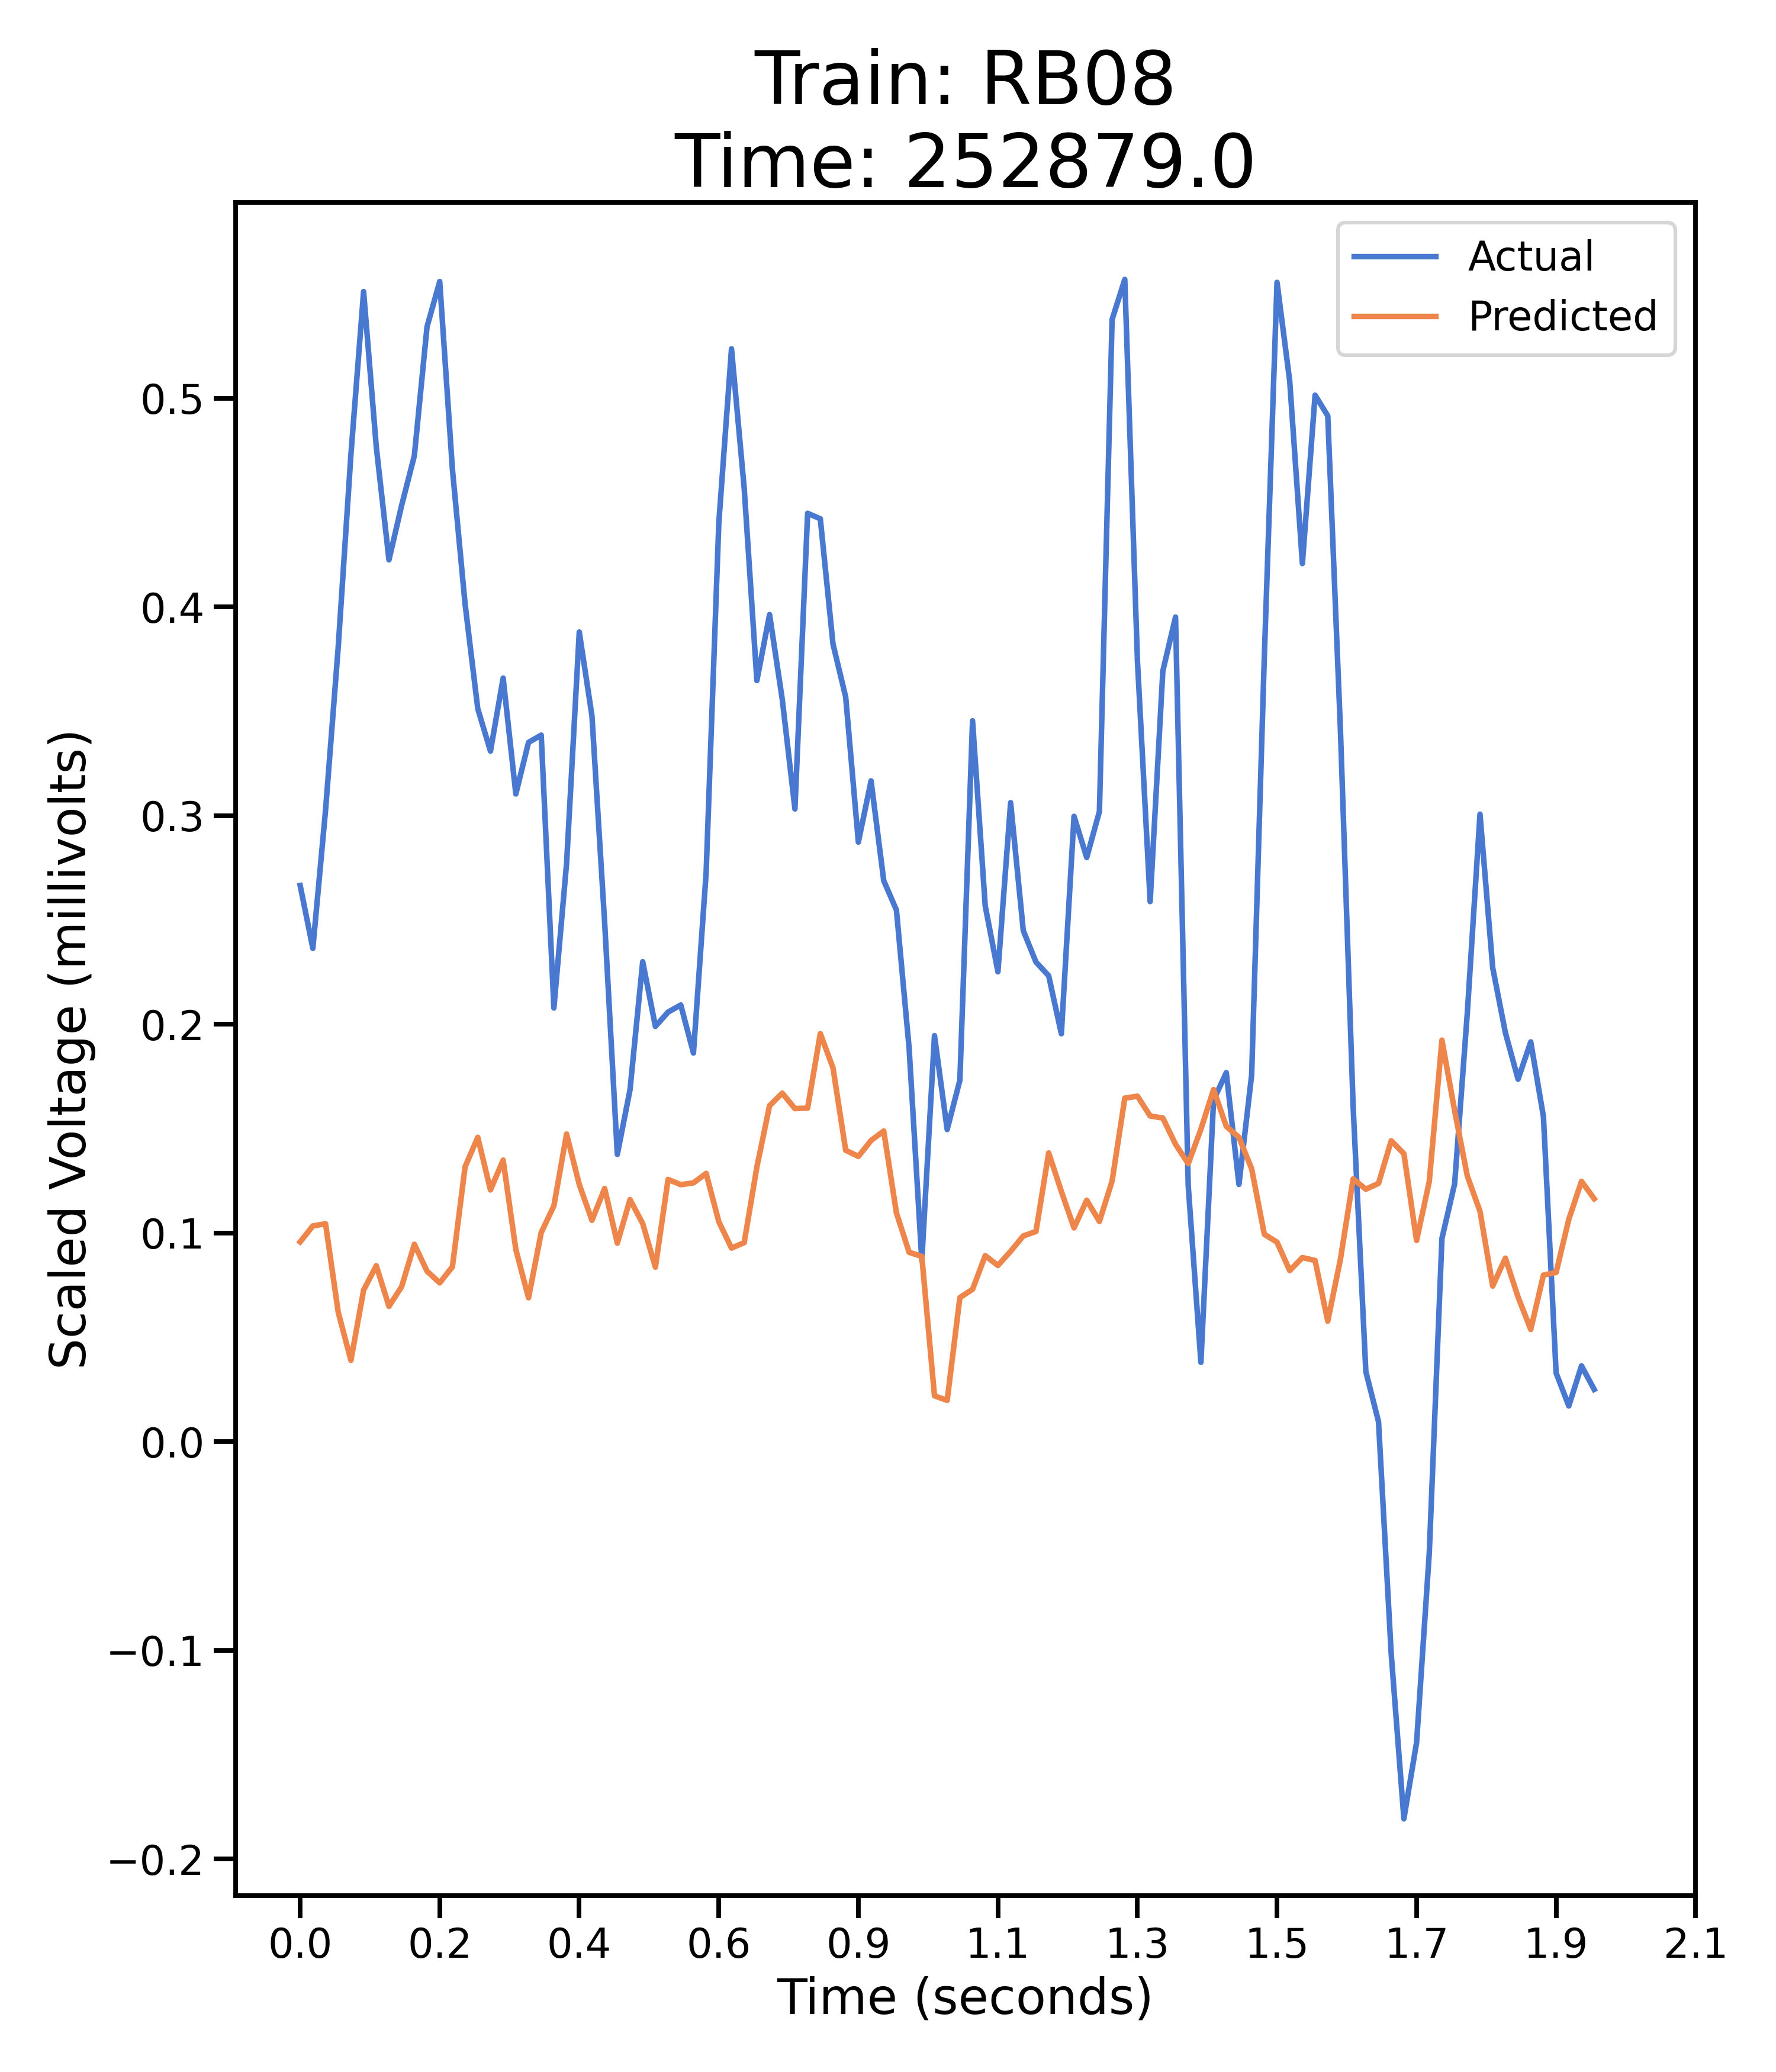 Train: RB08
Time: 252879.0
Actual
Predicted
Scaled Voltage (millivolts)
0.5
0.4
0.3
0.2
0.1
0.0
−0.1
−0.2
0.0 0.2 0.4 0.6 0.9 1.1 1.3 1.5 1.7 1.9 2.1
Time (seconds)